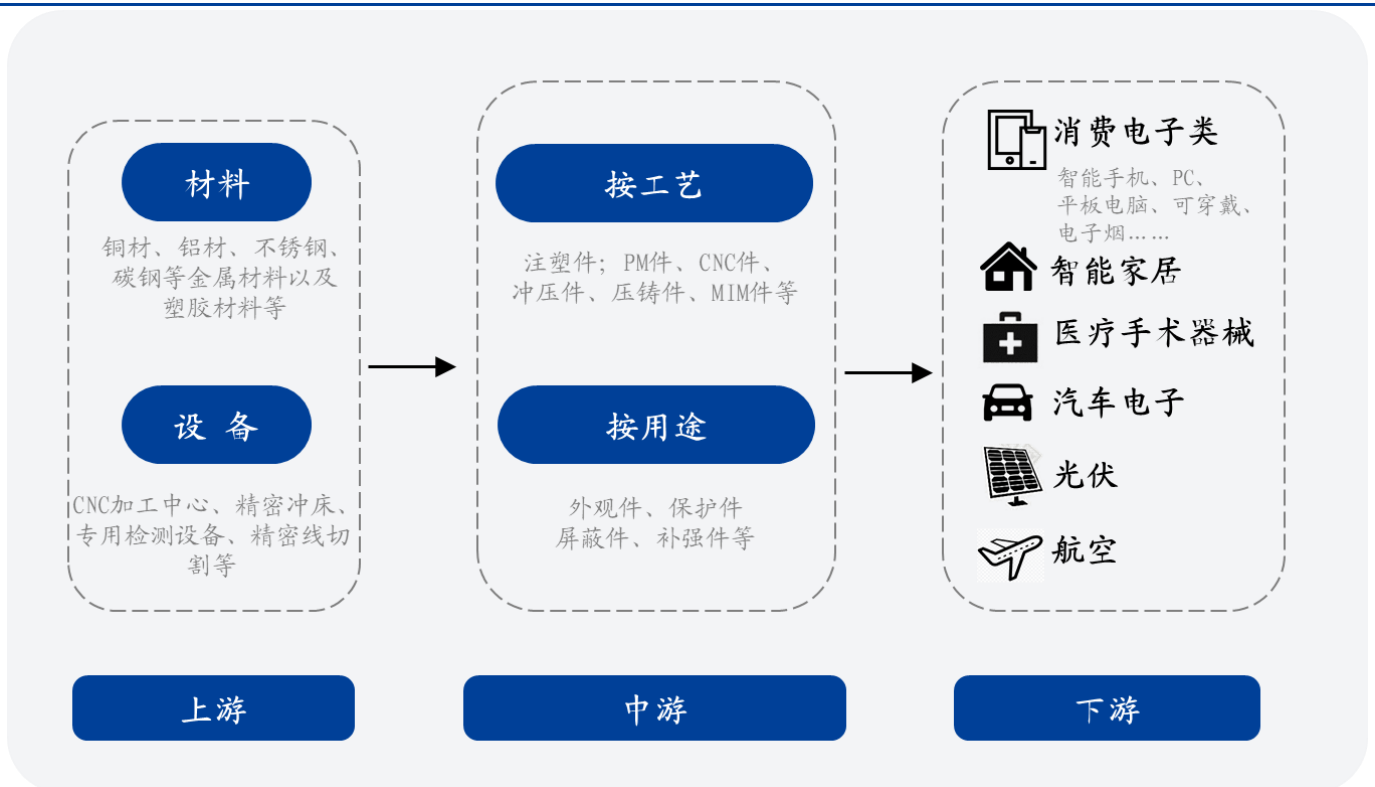 材料
铜材、铝材、不锈钢、
碳钢等金属材料以及
塑胶材料等
设备
CNC加工中心、精密冲床、
专用检测设备、精密线切
割等
上游
按工艺
注塑件；PM件、CNC件、
冲压件、压铸件、MIM件等
按用途
外观件、保护件
屏蔽件、补强件等
中游
消费电子类
智能手机、PC、
平板电脑、可穿戴、
电子烟……
智能家居
医疗手术器械
汽车电子
光伏
航空
下游